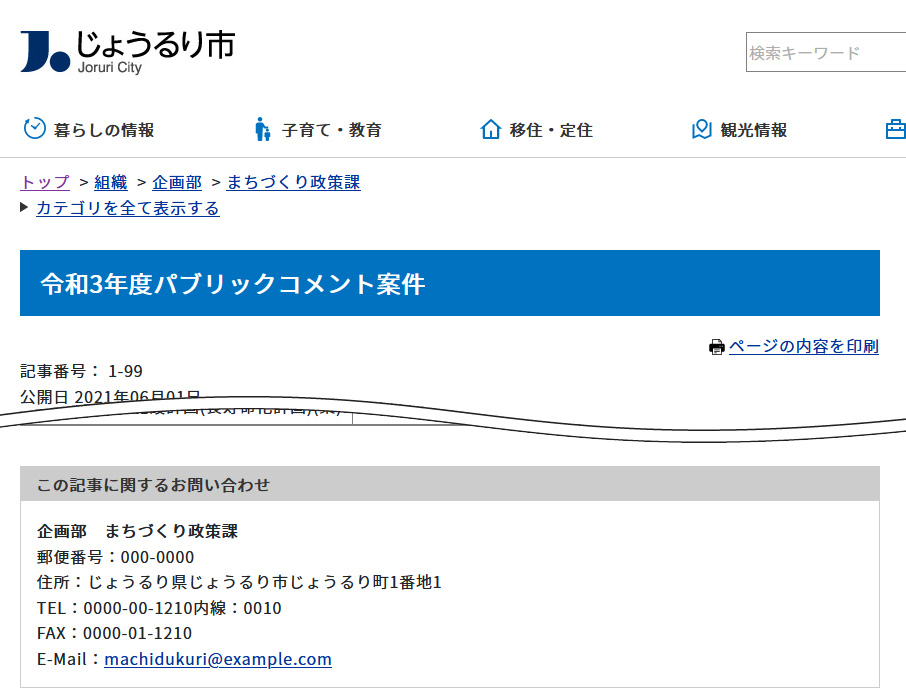 じょうるり市
Joruri City
検索キーワード
暮らしの情報 子育て・教育 移住・定住 観光情報
トップ > 組織 > 企画部 > まちづくり政策課
カテゴリを全て表示する
令和3年度パブリックコメント案件
ページの内容を印刷
記事番号： 1-99
公開日 2021年06月01日
計画(長寿命化計画)(案)
この記事に関するお問い合わせ
企画部　まちづくり政策課
郵便番号：000-0000
住所：じょうるり県じょうるり市じょうるり町1番地1
TEL：0000-00-1210内線：0010
FAX：0000-01-1210
E-Mail：machidukuri@example.com